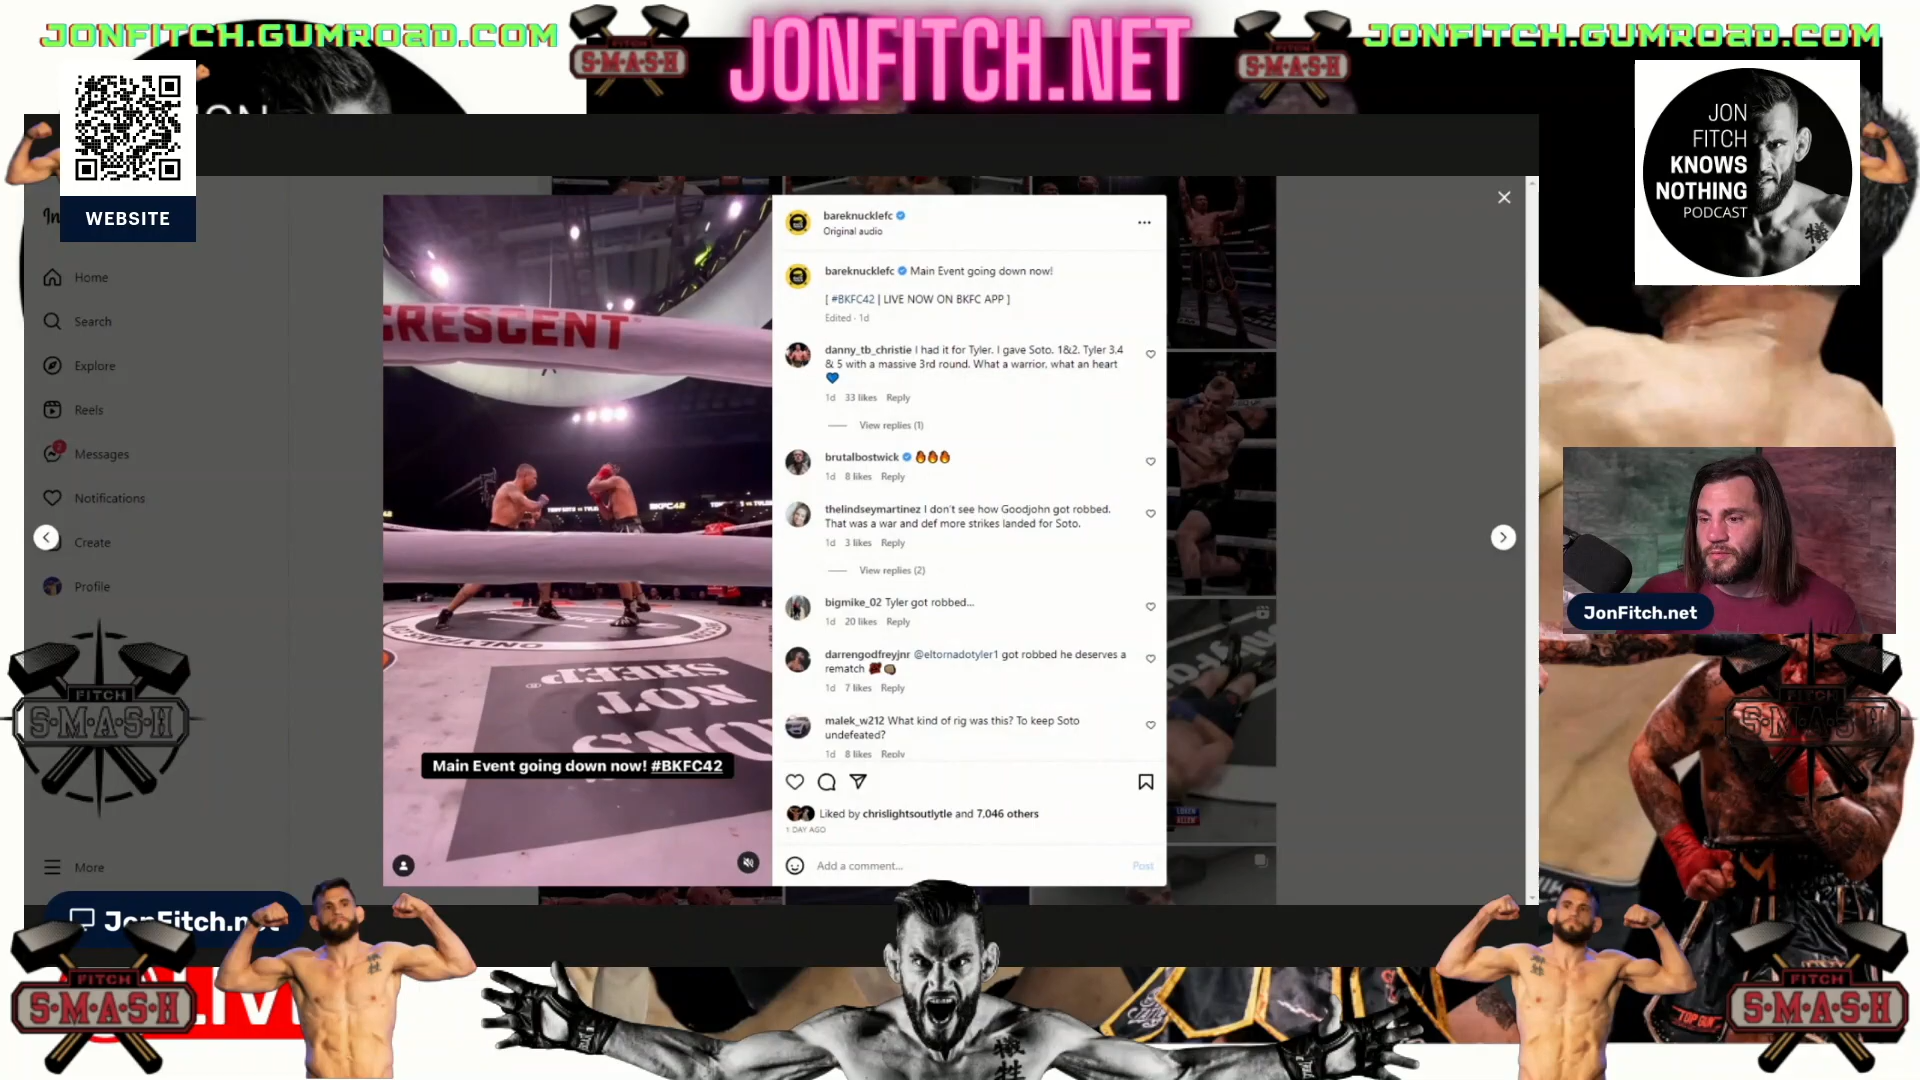 JONFITCH.GUMROAD.COM
JONFITCH.NET
JONFITCH.GUMROAD.COM
FITCH
S·M·A·S·H
FITCH
S·M·A·S·H
WEBSITE
JON
FITCH
KNOWS
NOTHING
PODCAST
Home
Search
Explore
Reels
Messages
Notifications
Create
Profile
More
CRESCENT
BKFC42
SHEEP
NOT
Main Event going down now! #BKFC42
bareknucklefc
Original audio
bareknucklefc Main Event going down now!
[ #BKFC42 | LIVE NOW ON BKFC APP ]
Edited · 1d
danny_tb_christie I had it for Tyler. I gave Soto. 1&2. Tyler 3.4
& 5 with a massive 3rd round. What a warrior, what an heart
💙
1d 33 likes Reply
View replies (1)
brutalbostwick 🔥🔥🔥
1d 8 likes Reply
thelindseymartinez I don't see how Goodjohn got robbed.
That was a war and def more strikes landed for Soto.
1d 3 likes Reply
View replies (2)
bigmike_02 Tyler got robbed...
1d 20 likes Reply
darrengodfreyjnr @eltornadotyler1 got robbed he deserves a
rematch
1d 7 likes Reply
malek_w212 What kind of rig was this? To keep Soto
undefeated?
1d 8 likes Reply
Liked by chrislightsoutlytle and 7,046 others
1 DAY AGO
Add a comment...
Post
JonFitch.net
FITCH
S·M·A·S·H
S·M·A·S·H
JonFitch.net
FITCH
S·M·A·S·H
FITCH
S·M·A·S·H
TOP GUN